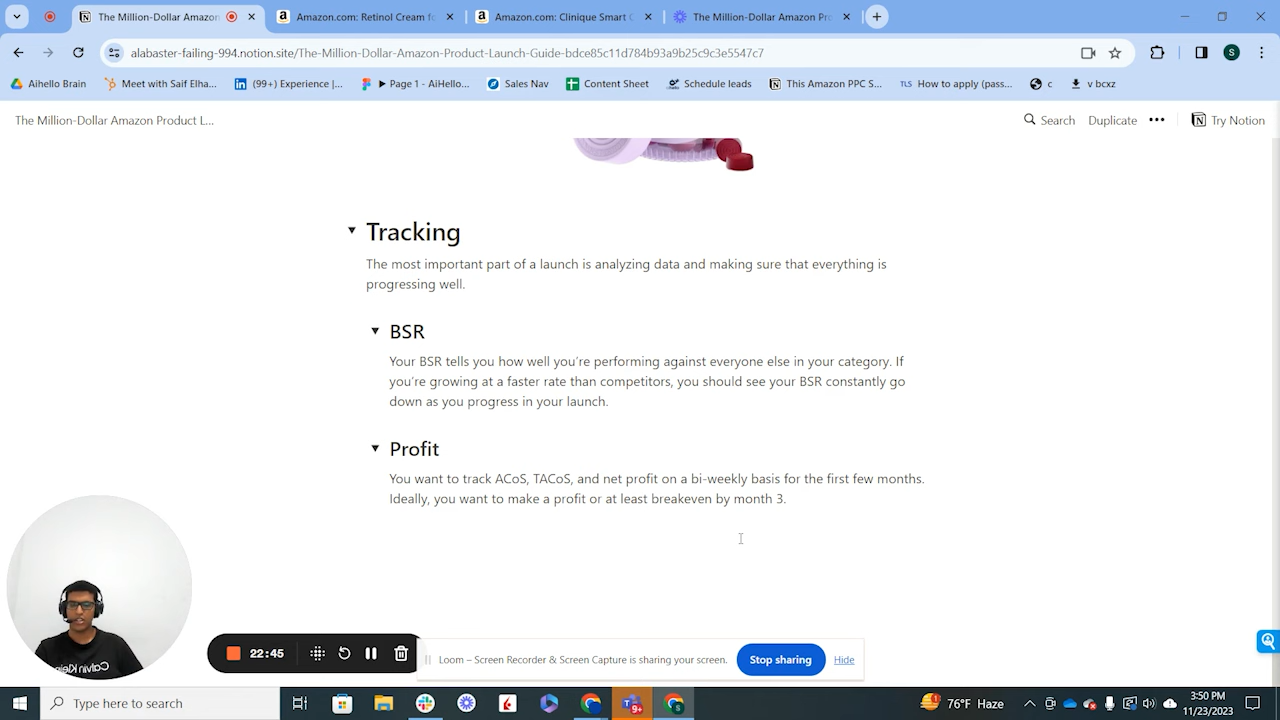 The Million-Dollar Amazon
Amazon.com: Retinol Cream fo
Amazon.com: Clinique Smart C
The Million-Dollar Amazon Pro
alabaster-failing-994.notion.site/The-Million-Dollar-Amazon-Product-Launch-Guide-bdce85c11d784b93a9b25c9c3e5547c7
S
Aihello Brain
Meet with Saif Elha...
(99+) Experience |...
Page 1 - AiHello...
Sales Nav
Content Sheet
Schedule leads
This Amazon PPC S...
TLS How to apply (pass...
c
v bcxz
The Million-Dollar Amazon Product L...
Search
Duplicate
Try Notion
Tracking
The most important part of a launch is analyzing data and making sure that everything is
progressing well.
BSR
Your BSR tells you how well you're performing against everyone else in your category. If
you're growing at a faster rate than competitors, you should see your BSR constantly go
down as you progress in your launch.
Profit
You want to track ACoS, TACoS, and net profit on a bi-weekly basis for the first few months.
Ideally, you want to make a profit or at least breakeven by month 3.
Calvin Klein
22:45
Loom – Screen Recorder & Screen Capture is sharing your screen.
Stop sharing
Hide
Type here to search
9+
76°F Haze
3:50 PM
11/23/2023